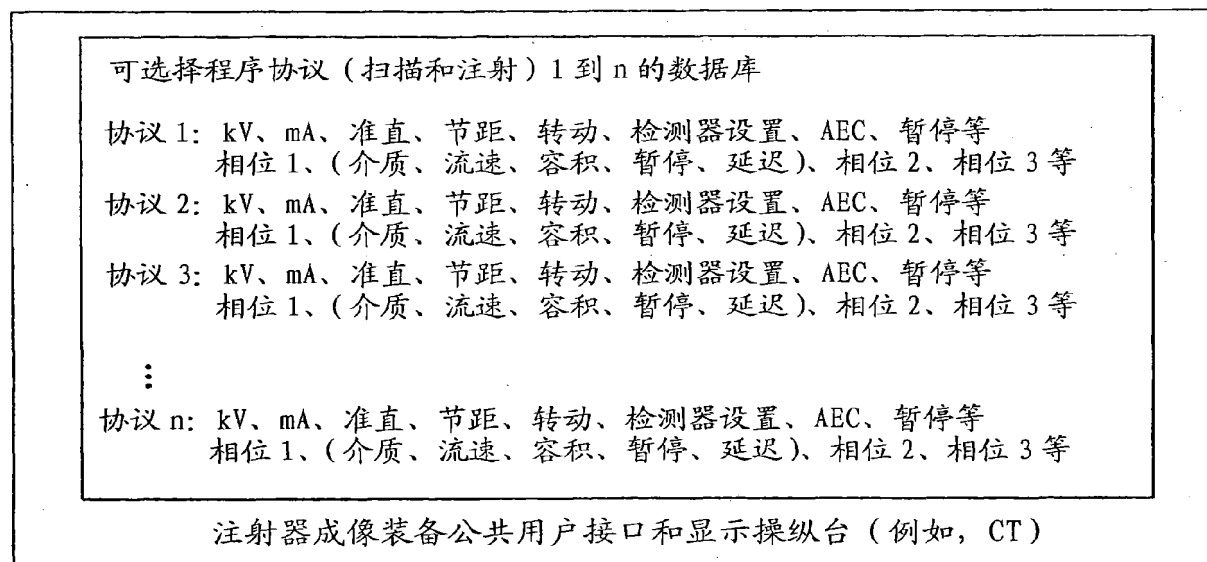 可选择程序协议（扫描和注射）1到n的数据库
协议1：kV、mA、准直、节距、转动、检测器设置、AEC、暂停等
相位1、（介质、流速、容积、暂停、延迟）、相位2、相位3等
协议2：kV、mA、准直、节距、转动、检测器设置、AEC、暂停等
相位1、（介质、流速、容积、暂停、延迟）、相位2、相位3等
协议3：kV、mA、准直、节距、转动、检测器设置、AEC、暂停等
相位1、（介质、流速、容积、暂停、延迟）、相位2、相位3等
⋮
协议n：kV、mA、准直、节距、转动、检测器设置、AEC、暂停等
相位1、（介质、流速、容积、暂停、延迟）、相位2、相位3等
注射器成像装备公共用户接口和显示操纵台（例如，CT）